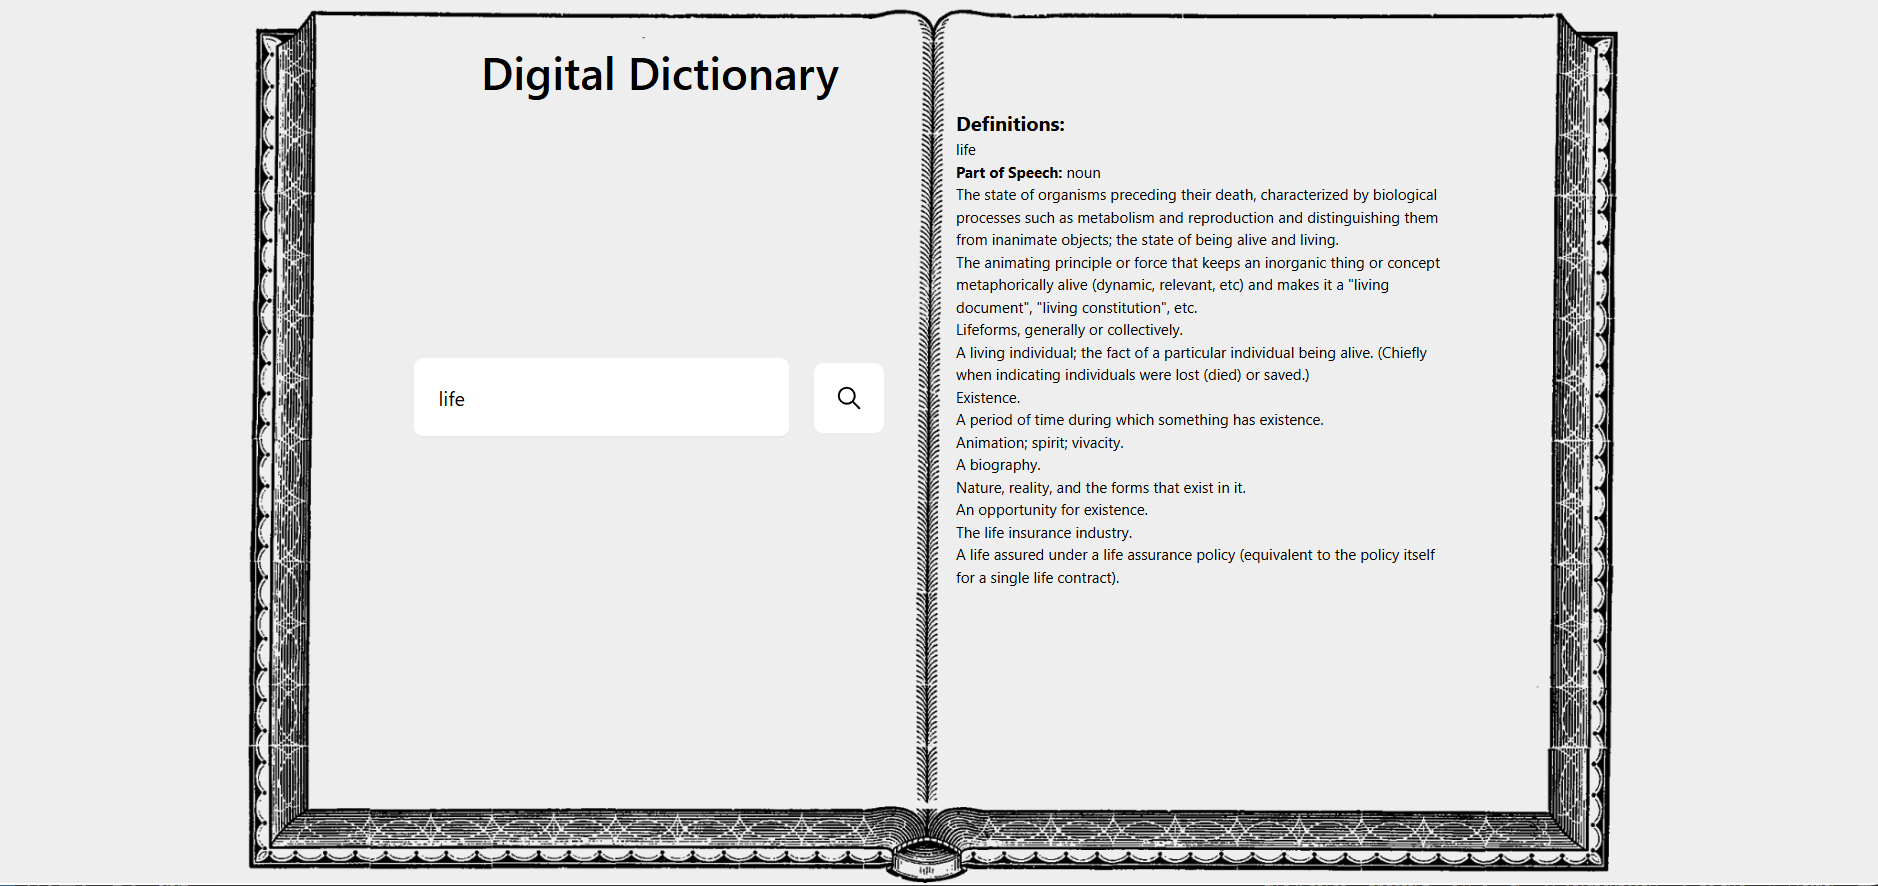 Digital Dictionary
life
Definitions:
life
Part of Speech: noun
The state of organisms preceding their death, characterized by biological
processes such as metabolism and reproduction and distinguishing them
from inanimate objects; the state of being alive and living.
The animating principle or force that keeps an inorganic thing or concept
metaphorically alive (dynamic, relevant, etc) and makes it a "living
document", "living constitution", etc.
Lifeforms, generally or collectively.
A living individual; the fact of a particular individual being alive. (Chiefly
when indicating individuals were lost (died) or saved.)
Existence.
A period of time during which something has existence.
Animation; spirit; vivacity.
A biography.
Nature, reality, and the forms that exist in it.
An opportunity for existence.
The life insurance industry.
A life assured under a life assurance policy (equivalent to the policy itself
for a single life contract).